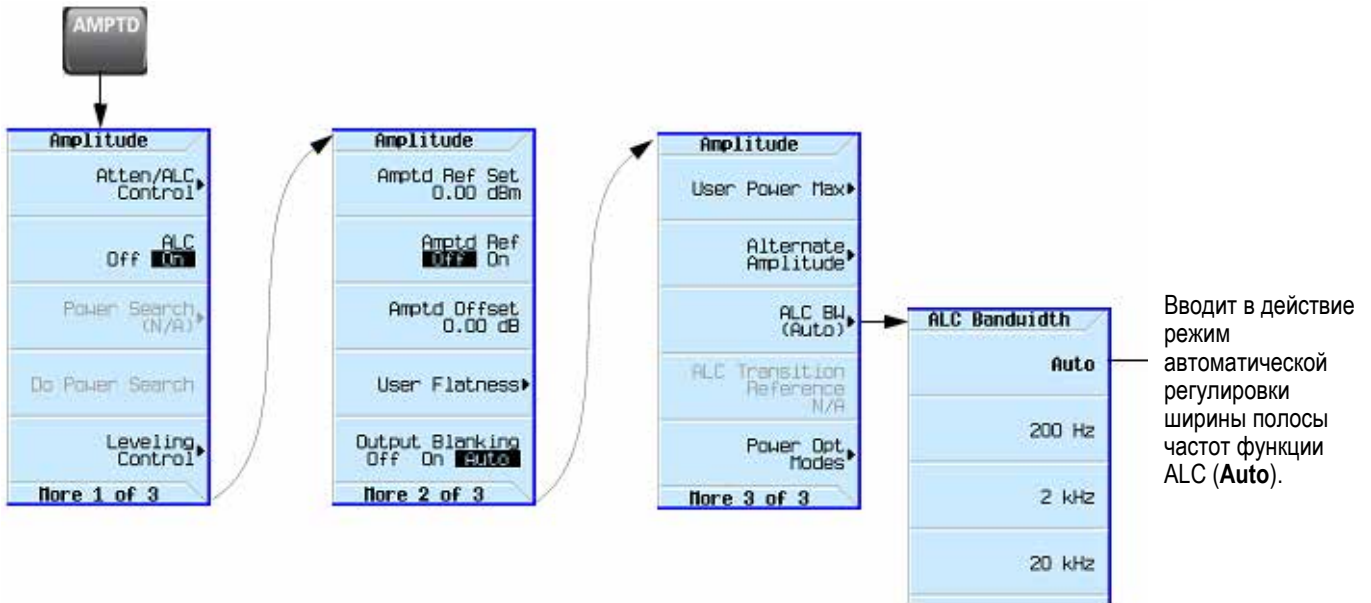 AMPTD
Amplitude
Atten/ALC
Control
ALC
Off On
Power Search
(N/A)
Do Power Search
Leveling
Control
More 1 of 3
Amplitude
Amptd Ref Set
0.00 dBm
Amptd Ref
Off On
Amptd Offset
0.00 dB
User Flatness
Output Blanking
Off On Auto
More 2 of 3
Amplitude
User Power Max
Alternate
Amplitude
ALC BW
(Auto)
ALC Transition
Reference
N/A
Power Opt
Modes
More 3 of 3
ALC Bandwidth
Auto
200 Hz
2 kHz
20 kHz
Вводит в действие
режим
автоматической
регулировки
ширины полосы
частот функции
ALC (Auto).